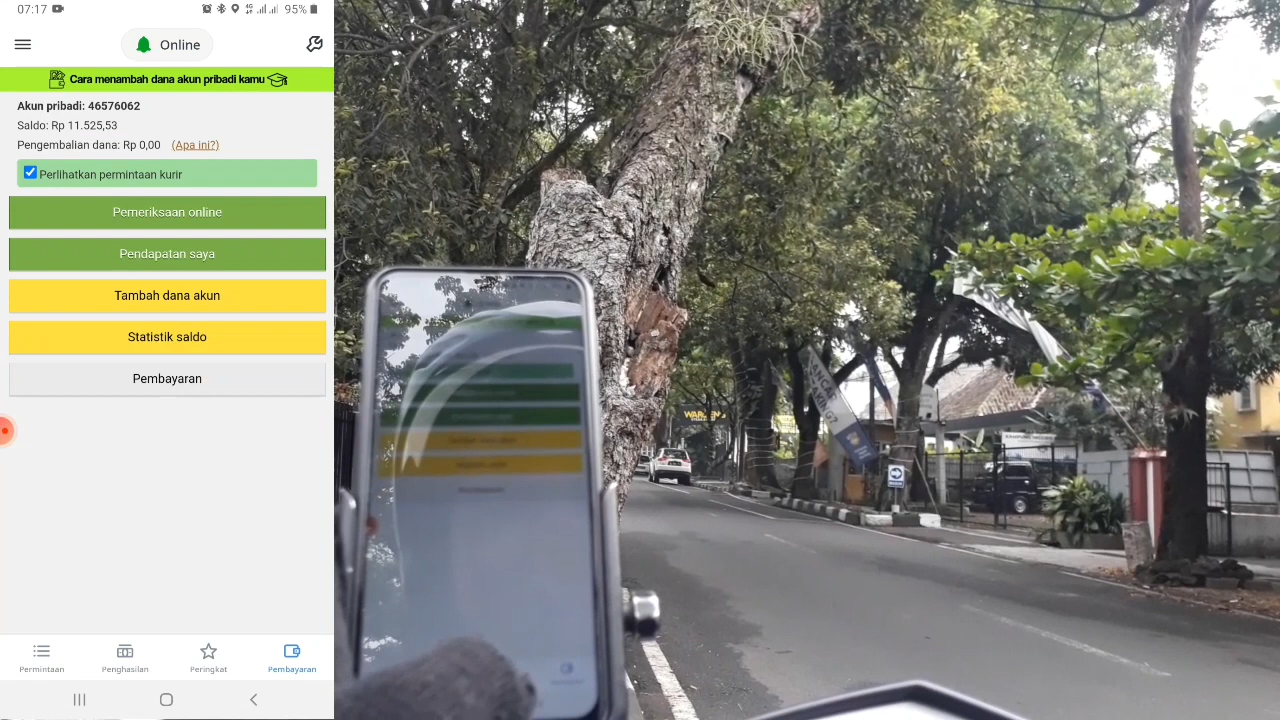 07:17
4G
95%
Online
Cara menambah dana akun pribadi kamu
Akun pribadi: 46576062
Saldo: Rp 11.525,53
Pengembalian dana: Rp 0,00 (Apa ini?)
Perlihatkan permintaan kurir
Pemeriksaan online
Pendapatan saya
Tambah dana akun
Statistik saldo
Pembayaran
Permintaan
Penghasilan
Peringkat
Pembayaran